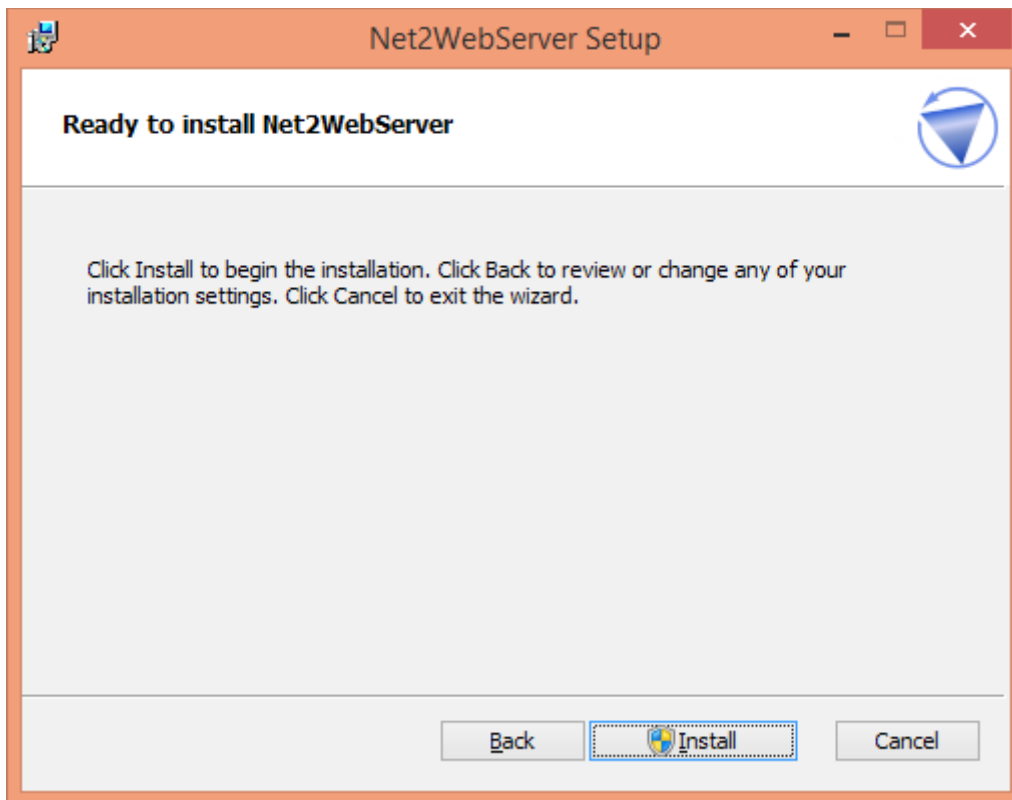 Net2WebServer Setup
Ready to install Net2WebServer
Click Install to begin the installation. Click Back to review or change any of your
installation settings. Click Cancel to exit the wizard.
Back
Install
Cancel